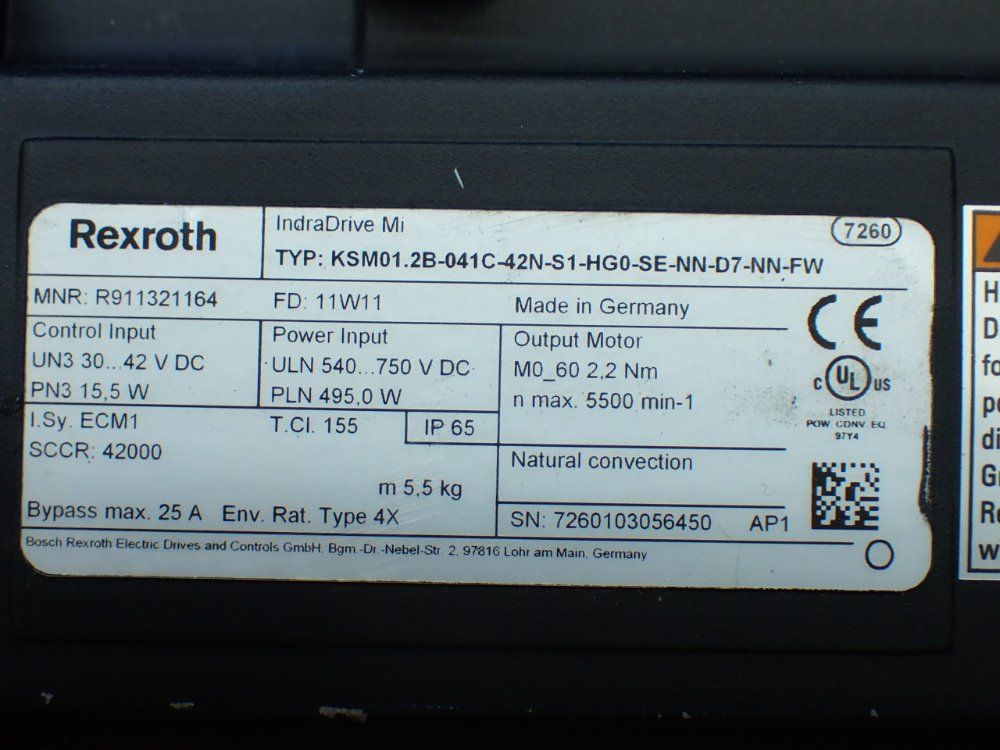 Rexroth
IndraDrive Mi
7260
TYP: KSM01.2B-041C-42N-S1-HG0-SE-NN-D7-NN-FW
MNR: R911321164
FD: 11W11
Made in Germany
CE
Control Input
UN3 30...42 V DC
PN3 15,5 W
Power Input
ULN 540...750 V DC
PLN 495,0 W
Output Motor
M0_60 2,2 Nm
n max. 5500 min-1
C UL US
LISTED
POW CONV. EQ
97Y4
I.Sy. ECM1
T.Cl. 155
IP 65
SCCR: 42000
Natural convection
m 5,5 kg
Bypass max. 25 A Env. Rat. Type 4X
SN: 7260103056450 AP1
Bosch Rexroth Electric Drives and Controls GmbH, Bgm.-Dr.-Nebel-Str. 2, 97816 Lohr am Main, Germany